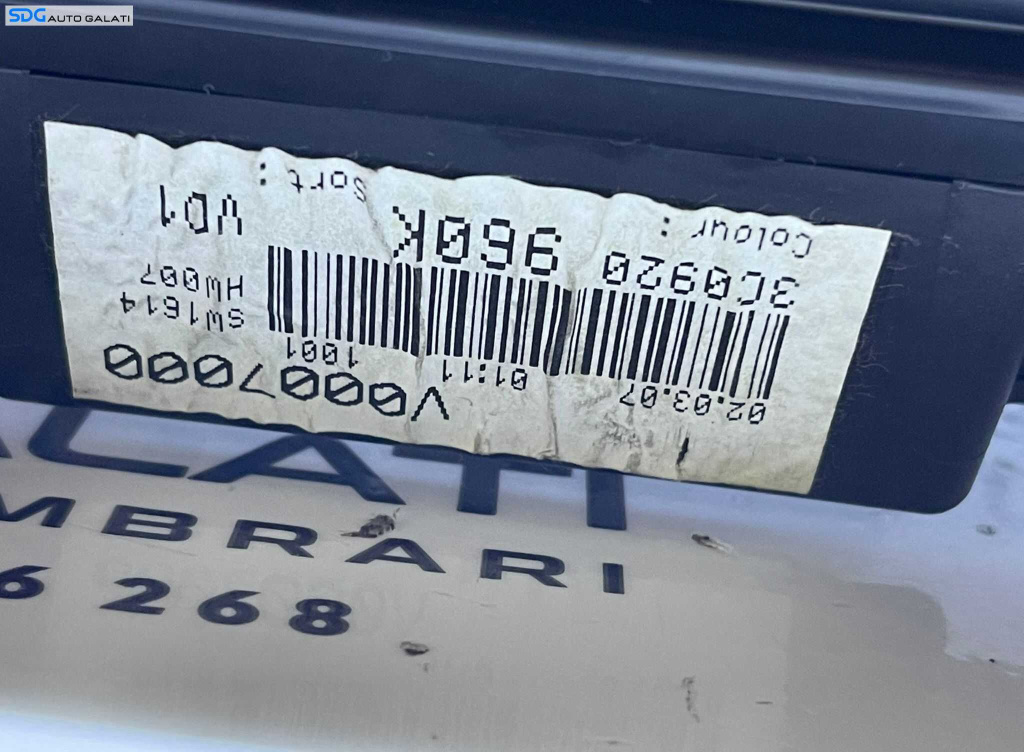 SDG AUTO GALATI
V0007000
02.03.07 01:11 1001
SW1614
HW007
3C0920 960K VD1
Colour: Sort:
ALATI
MBRARI
6 268